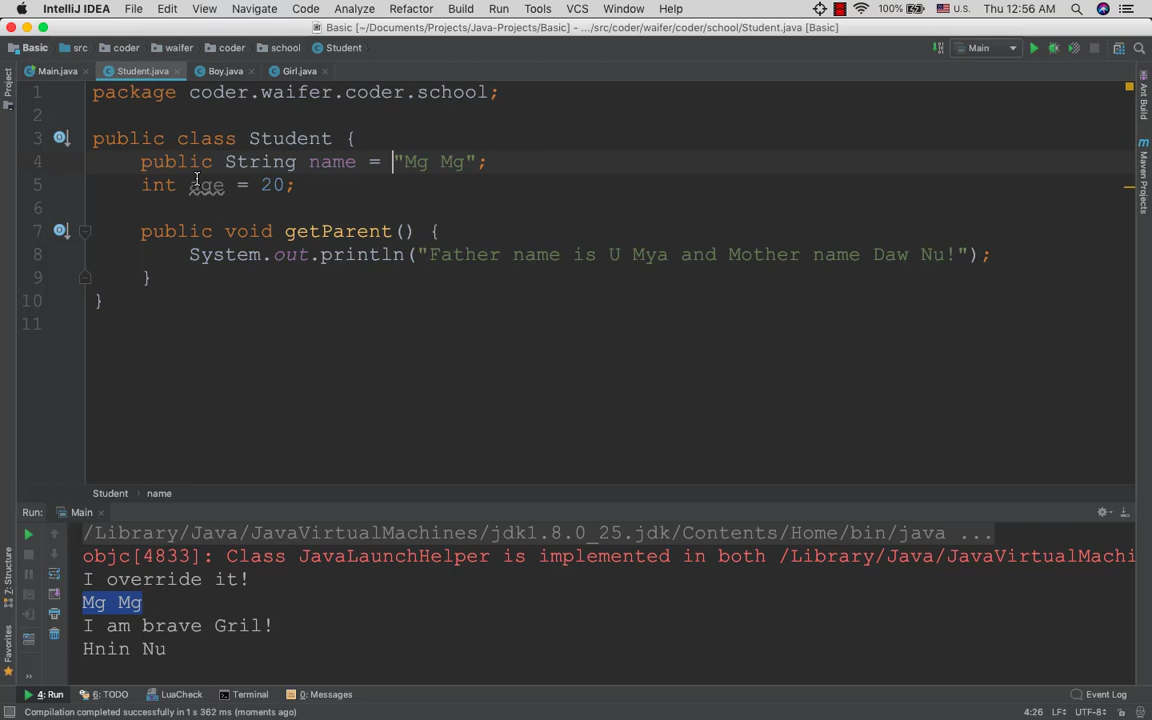 IntelliJ IDEA File Edit View Navigate Code Analyze Refactor Build Run Tools VCS Window Help 100% U.S. Thu 12:56 AM
Basic [~/Documents/Projects/Java-Projects/Basic] - .../src/coder/waifer/coder/school/Student.java [Basic]
Basic src coder waifer coder school Student Main
Main.java Student.java Boy.java Girl.java
1 package coder.waifer.coder.school;
2
3 public class Student {
4 public String name = "Mg Mg";
5 int age = 20;
6
7 public void getParent() {
8 System.out.println("Father name is U Mya and Mother name Daw Nu!");
9 }
10 }
11
Project
Z: Structure
Favorites
Ant Build
Maven Projects
Student name
Run: Main
/Library/Java/JavaVirtualMachines/jdk1.8.0_25.jdk/Contents/Home/bin/java ...
objc[4833]: Class JavaLaunchHelper is implemented in both /Library/Java/JavaVirtualMachi
I override it!
Mg Mg
I am brave Gril!
Hnin Nu
4: Run 6: TODO LuaCheck Terminal 0: Messages Event Log
Compilation completed successfully in 1 s 362 ms (moments ago) 4:26 LF÷ UTF-8÷